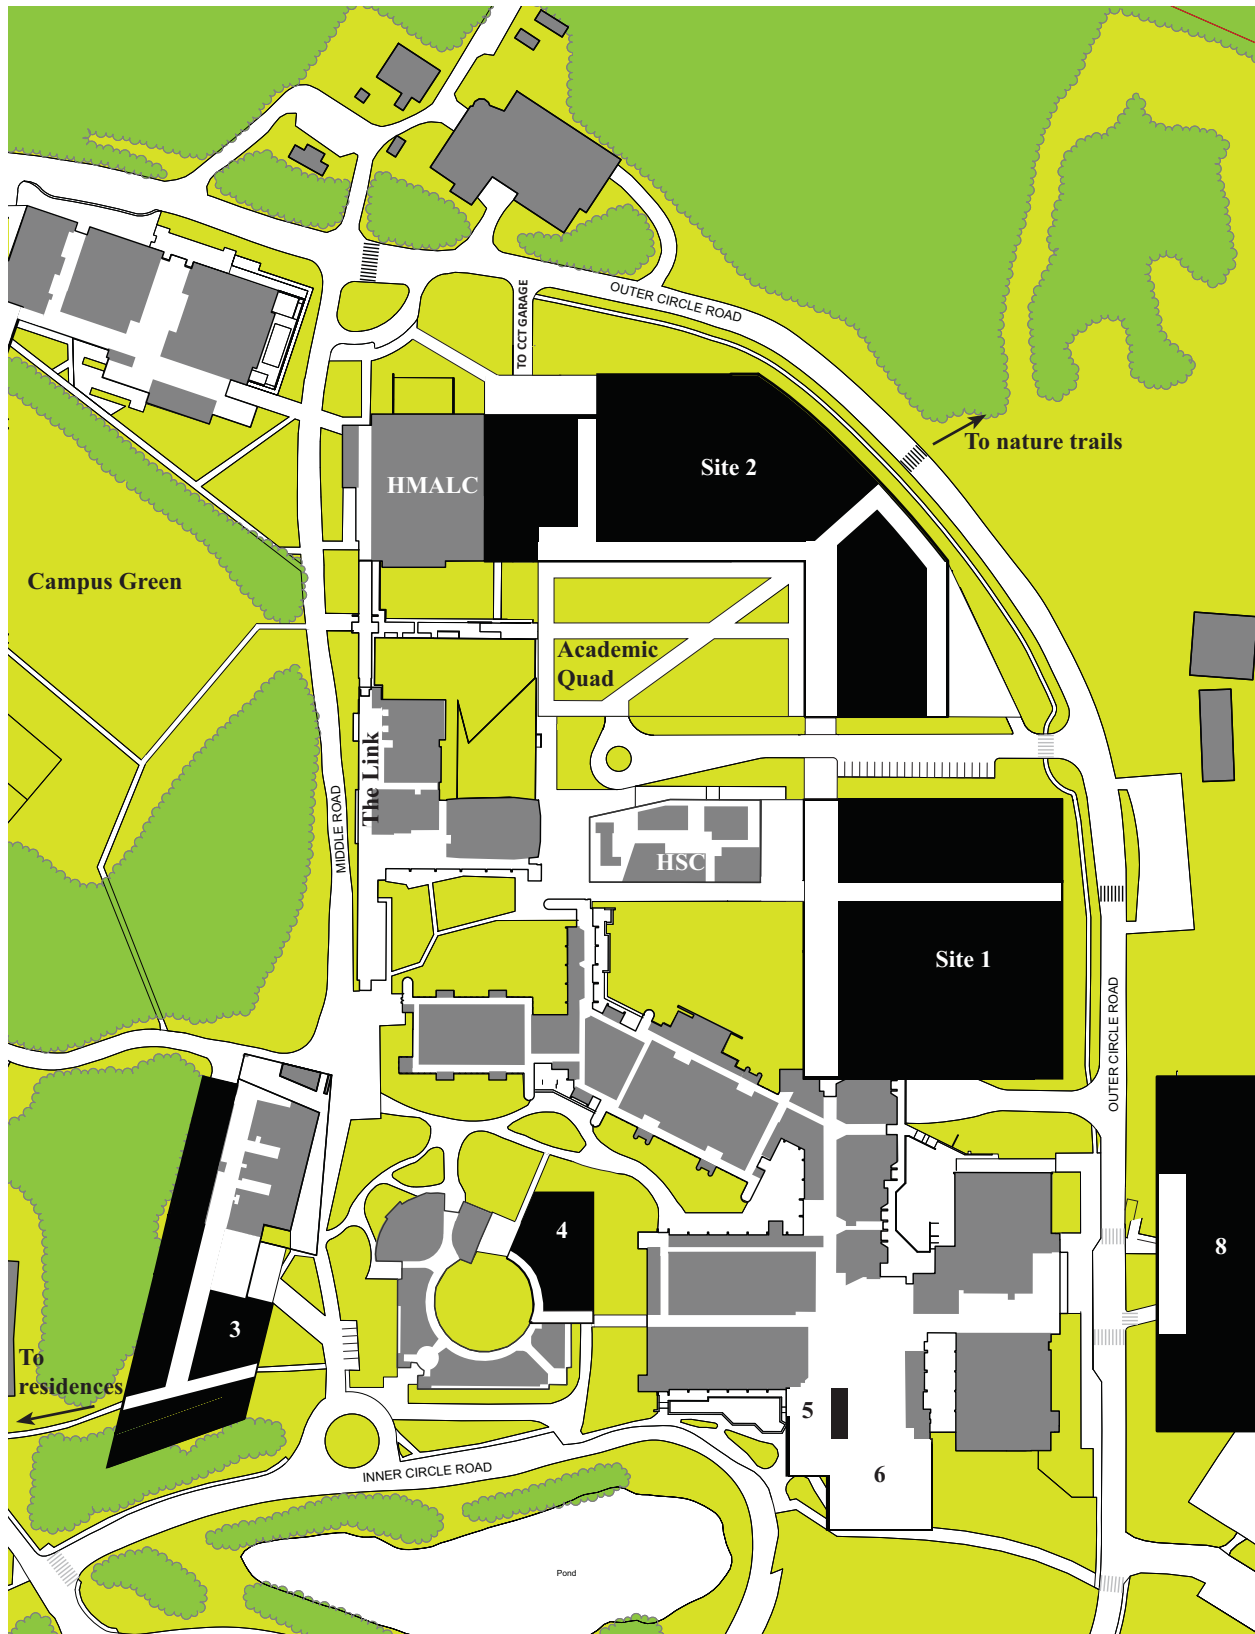 OUTER CIRCLE ROAD
TO CCT GARAGE
To nature trails
Site 2
HMALC
Campus Green
Academic
Quad
The Link
MIDDLE ROAD
HSC
Site 1
OUTER CIRCLE ROAD
4
8
3
To
residences
5
6
INNER CIRCLE ROAD
Pond